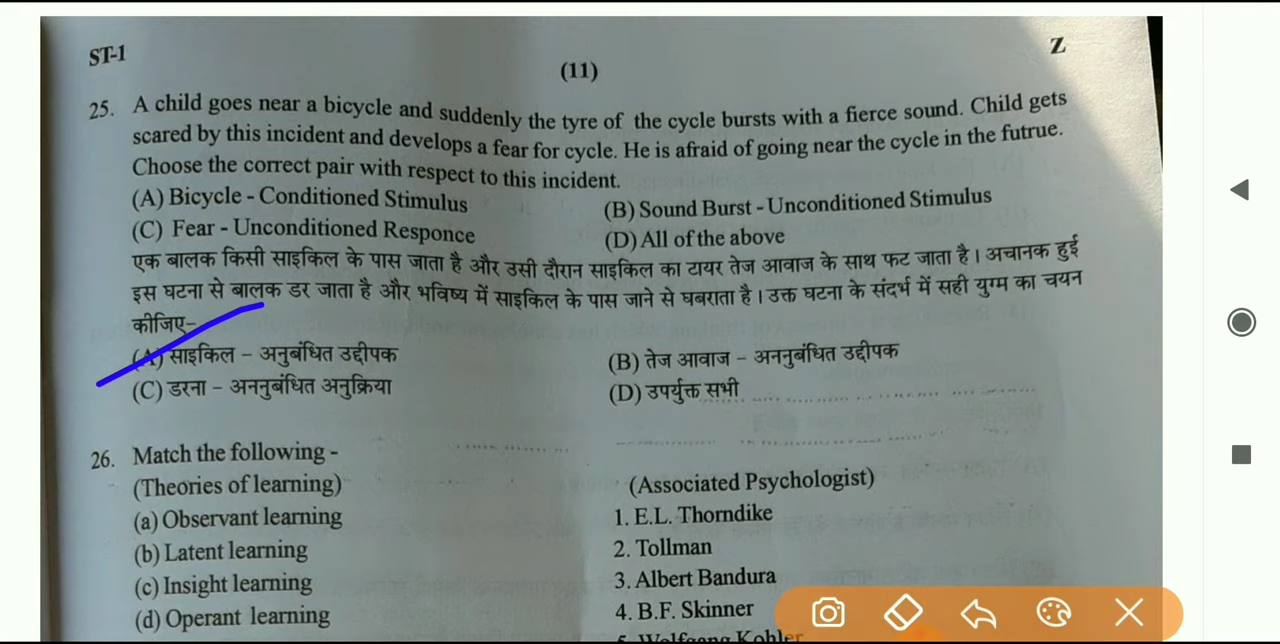 ST-1
(11)
Z
25. A child goes near a bicycle and suddenly the tyre of the cycle bursts with a fierce sound. Child gets
scared by this incident and develops a fear for cycle. He is afraid of going near the cycle in the futrue.
Choose the correct pair with respect to this incident.
(A) Bicycle - Conditioned Stimulus (B) Sound Burst - Unconditioned Stimulus
(C) Fear - Unconditioned Responce (D) All of the above
एक बालक किसी साइकिल के पास जाता है और उसी दौरान साइकिल का टायर तेज आवाज के साथ फट जाता है। अचानक हुई
इस घटना से बालक डर जाता है और भविष्य में साइकिल के पास जाने से घबराता है। उक्त घटना के संदर्भ में सही युग्म का चयन
कीजिए-
(A) साइकिल - अनुबंधित उद्दीपक (B) तेज आवाज - अननुबंधित उद्दीपक
(C) डरना - अननुबंधित अनुक्रिया (D) उपर्युक्त सभी
26. Match the following -
(Theories of learning) (Associated Psychologist)
(a) Observant learning 1. E.L. Thorndike
(b) Latent learning 2. Tollman
(c) Insight learning 3. Albert Bandura
(d) Operant learning 4. B.F. Skinner
5. Wolfgang Kohler